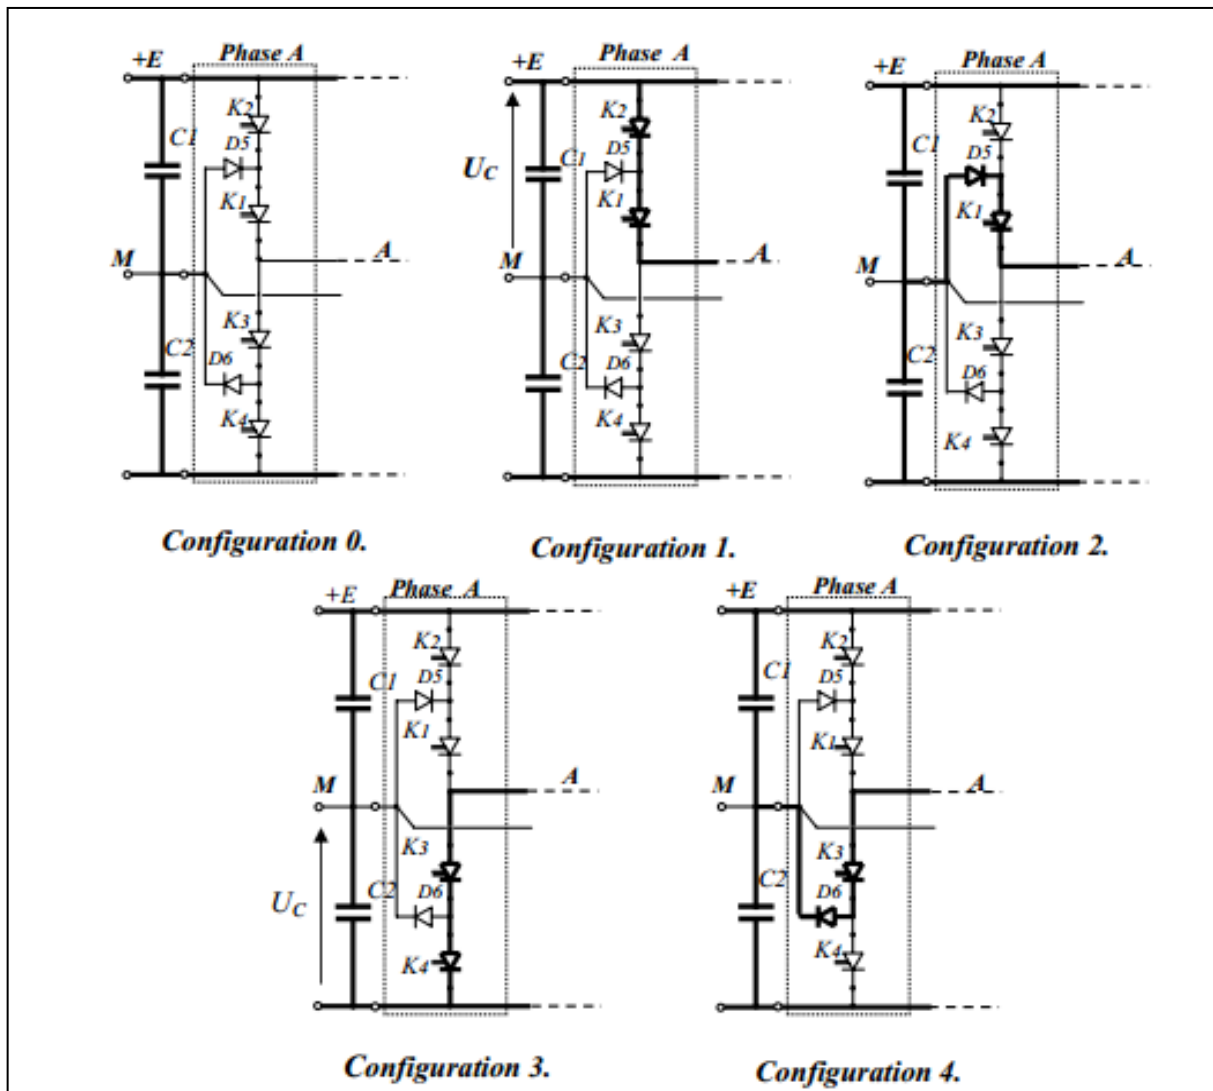 +E Phase A
K2
C1 D5
K1
M A
K3
C2 D6
K4
Configuration 0.
+E Phase A
K2
C1 D5
UC K1
M A
K3
C2 D6
K4
Configuration 1.
+E Phase A
K2
C1 D5
K1
M A
K3
C2 D6
K4
Configuration 2.
+E Phase A
K2
C1 D5
K1
M A
K3
UC C2 D6
K4
Configuration 3.
+E Phase A
K2
C1 D5
K1
M A
K3
C2 D6
K4
Configuration 4.